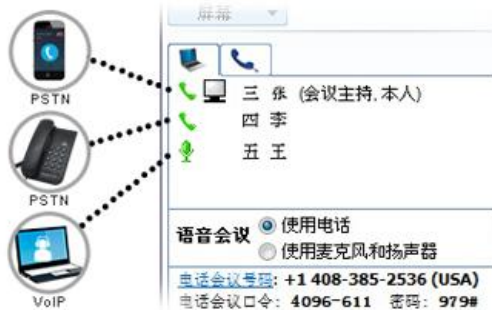 屏幕
PSTN
三 张 (会议主持,本人)
四 李
PSTN
五 王
VoIP
语音会议
使用电话
使用麦克风和扬声器
电话会议号码: +1 408-385-2536 (USA)
电话会议口令: 4096-611 密码: 979#